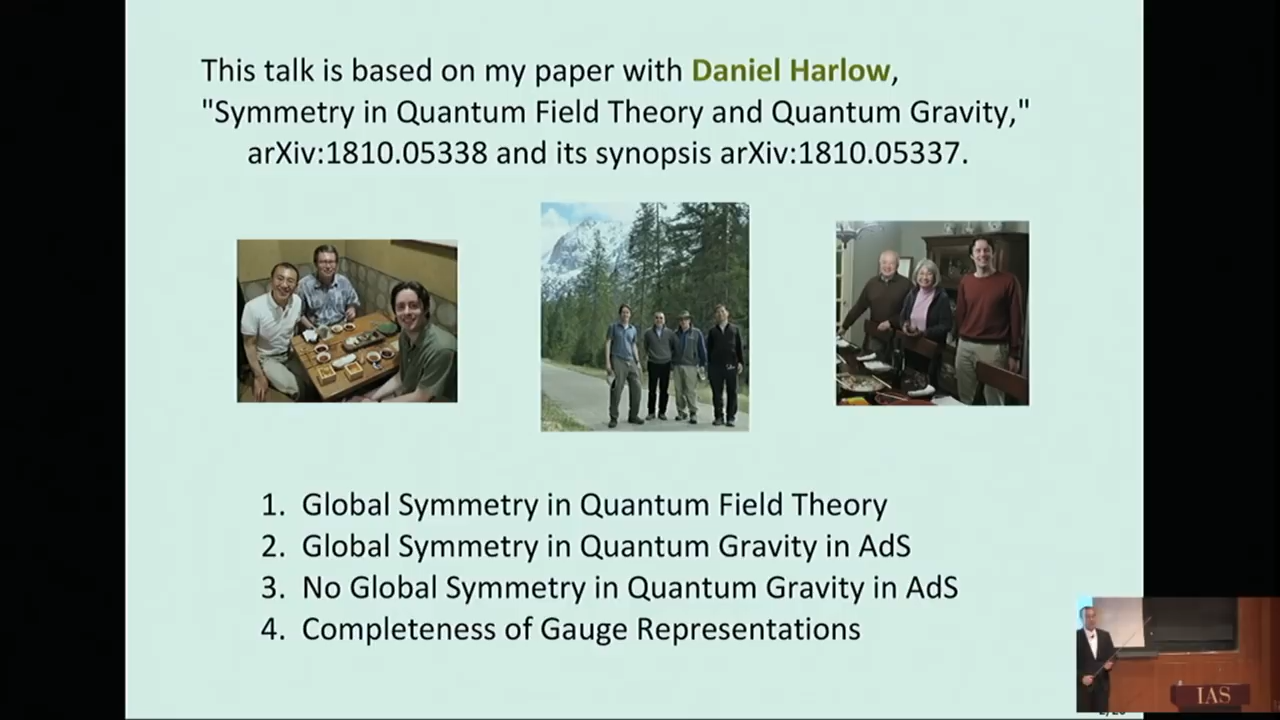 This talk is based on my paper with Daniel Harlow,
"Symmetry in Quantum Field Theory and Quantum Gravity,"
arXiv:1810.05338 and its synopsis arXiv:1810.05337.
1. Global Symmetry in Quantum Field Theory
2. Global Symmetry in Quantum Gravity in AdS
3. No Global Symmetry in Quantum Gravity in AdS
4. Completeness of Gauge Representations
IAS